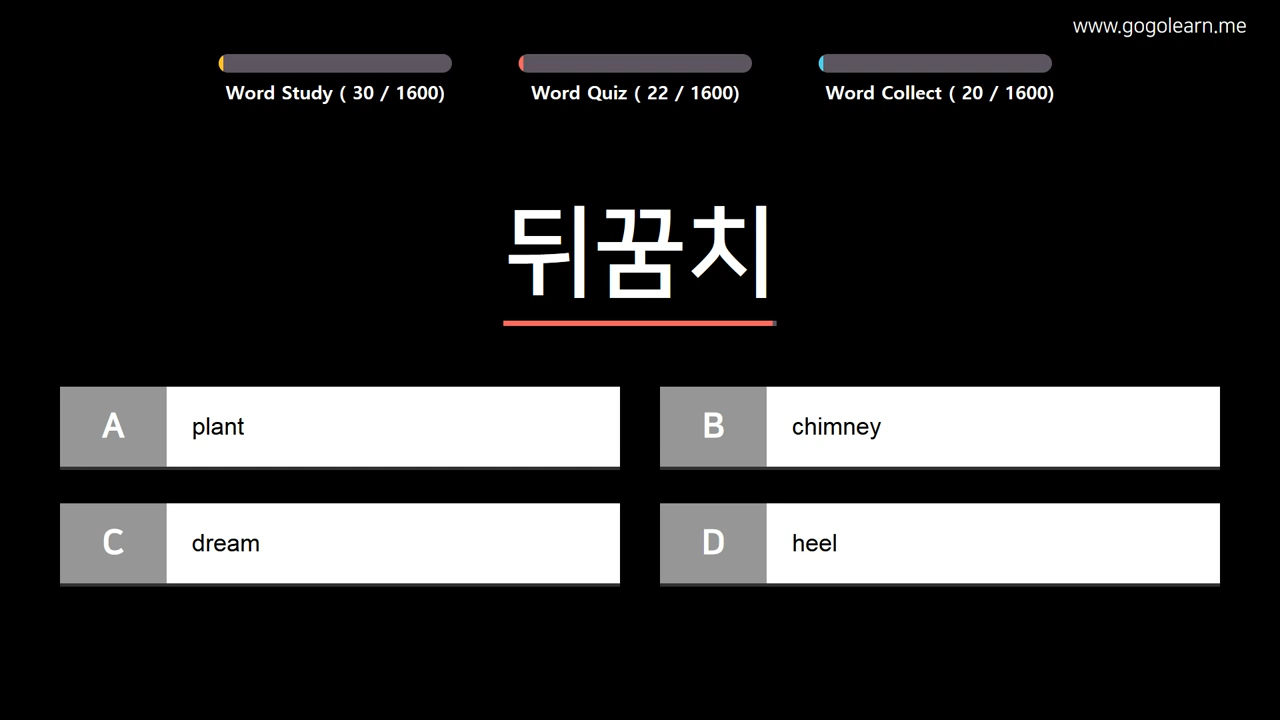 www.gogolearn.me
Word Study ( 30 / 1600)
Word Quiz ( 22 / 1600)
Word Collect ( 20 / 1600)
뒤꿈치
A plant
B chimney
C dream
D heel